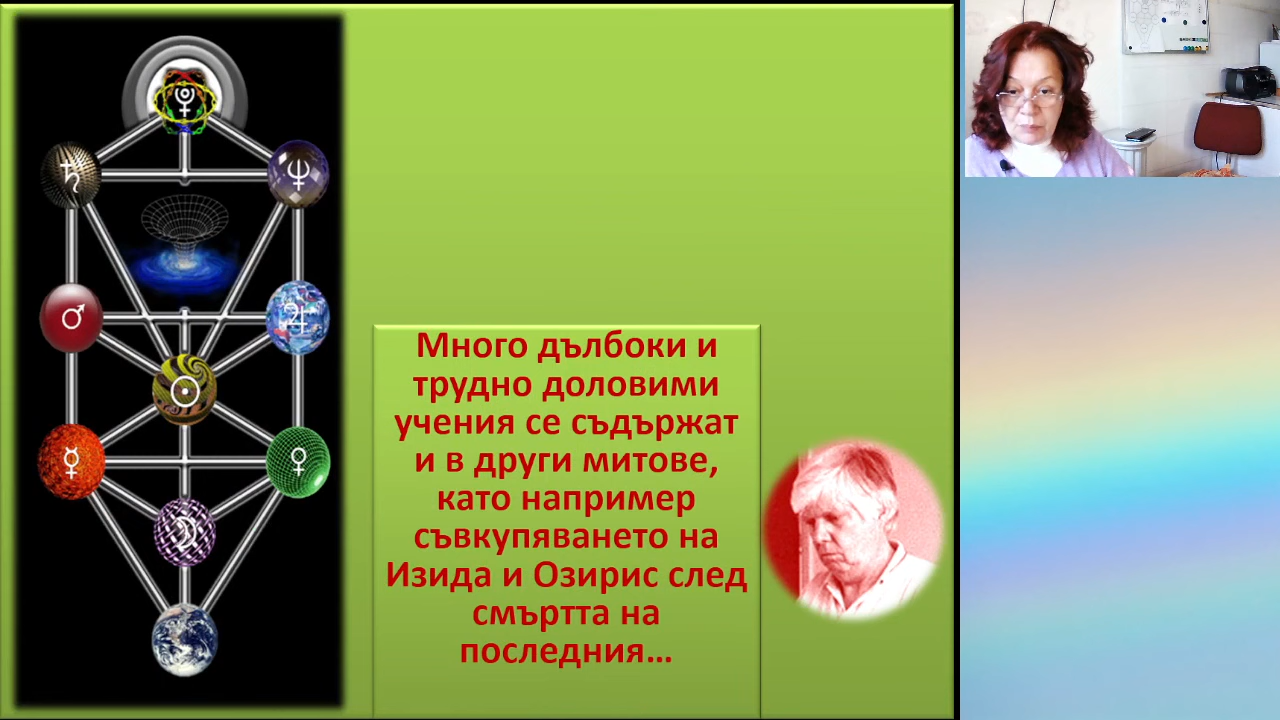 Много дълбоки и
трудно доловими
учения се съдържат
и в други митове,
като например
съвкупяването на
Изида и Озирис след
смъртта на
последния...